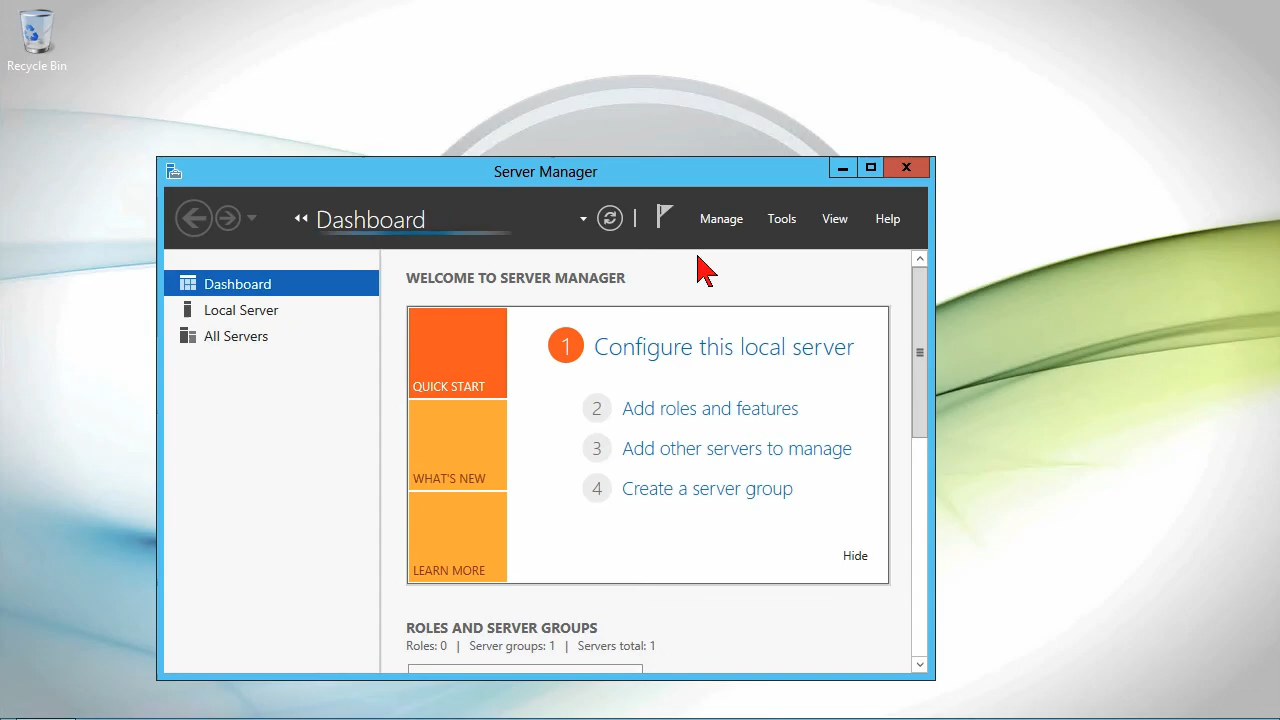 Recycle Bin
Server Manager
Dashboard
Manage Tools View Help
Dashboard
Local Server
All Servers
WELCOME TO SERVER MANAGER
QUICK START
WHAT'S NEW
LEARN MORE
1 Configure this local server
2 Add roles and features
3 Add other servers to manage
4 Create a server group
Hide
ROLES AND SERVER GROUPS
Roles: 0 | Server groups: 1 | Servers total: 1